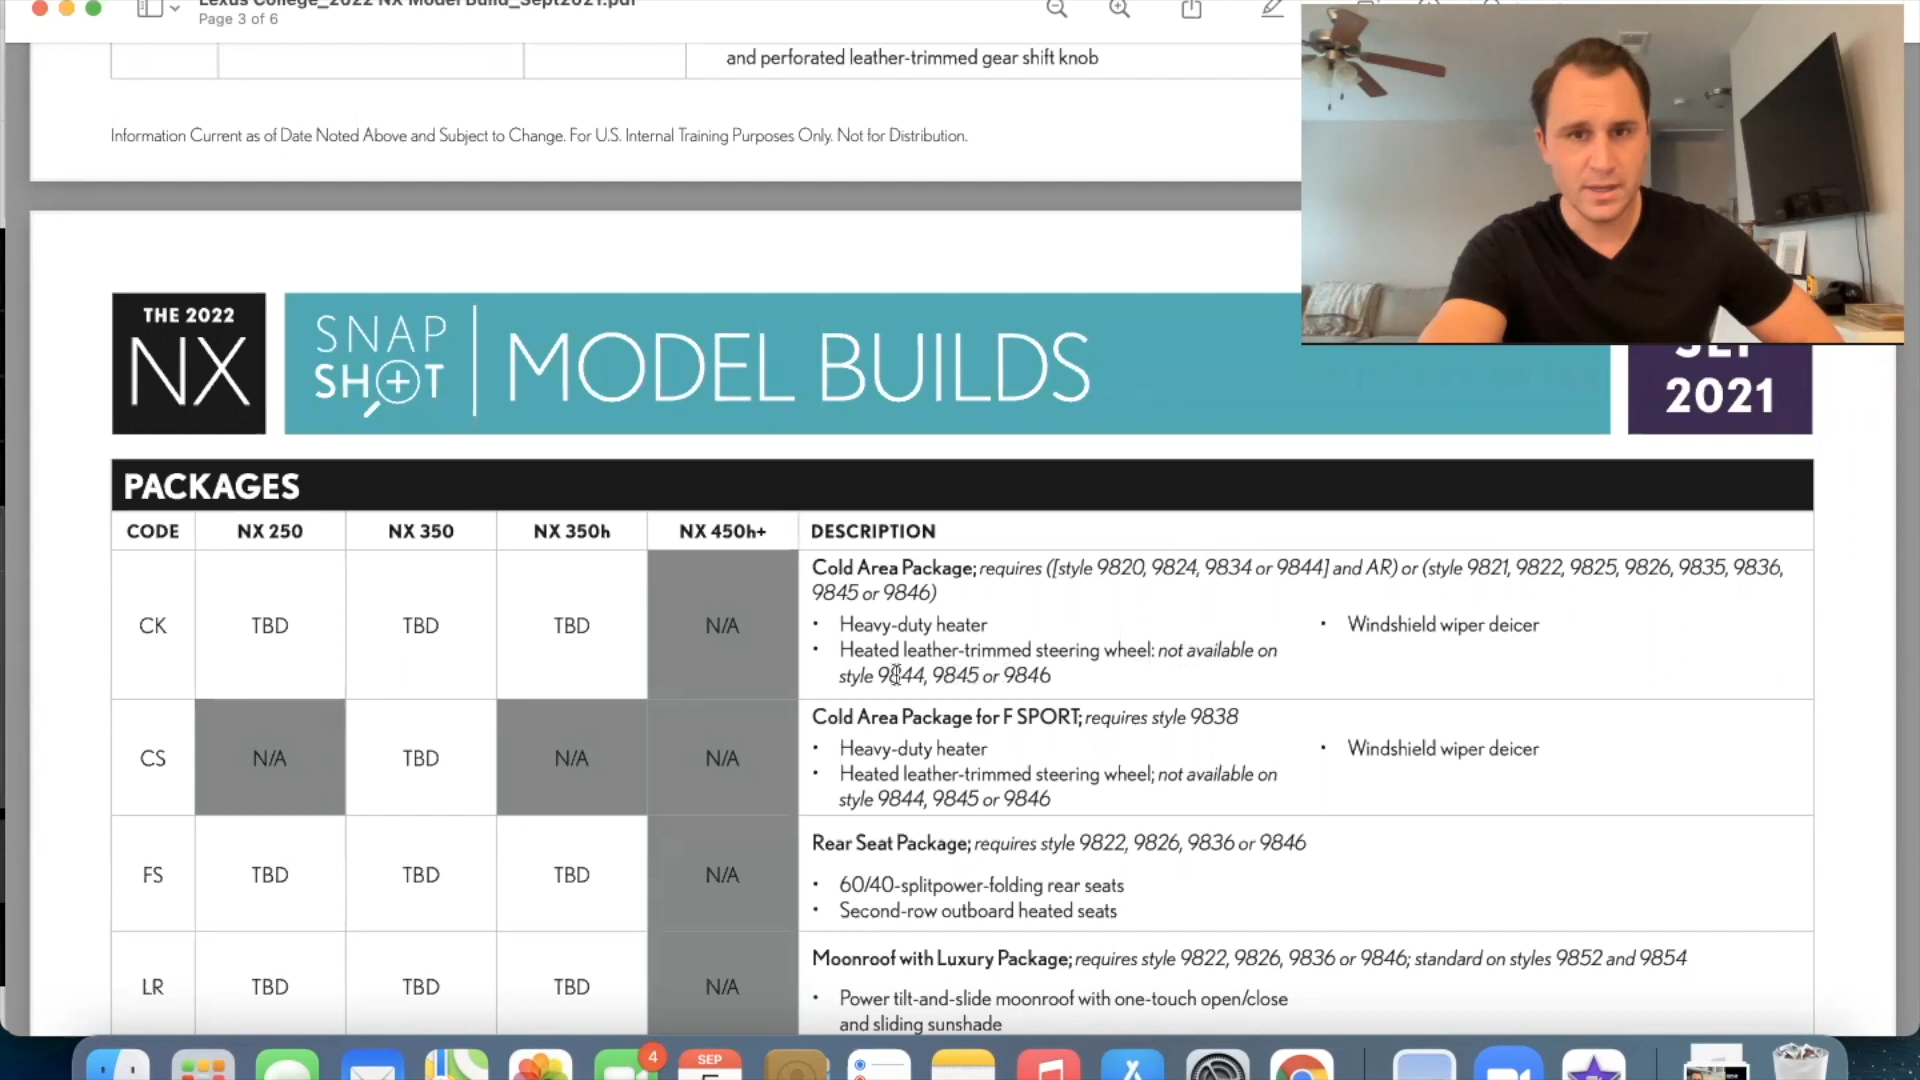 Lexus College_2022 NX Model Build_Sept2021.pdf
Page 3 of 6
and perforated leather-trimmed gear shift knob
Information Current as of Date Noted Above and Subject to Change. For U.S. Internal Training Purposes Only. Not for Distribution.
THE 2022
NX
SNAP
SHOT
MODEL BUILDS
SEP
2021
PACKAGES
CODE NX 250 NX 350 NX 350h NX 450h+ DESCRIPTION
CK TBD TBD TBD N/A
Cold Area Package; requires ([style 9820, 9824, 9834 or 9844] and AR) or (style 9821, 9822, 9825, 9826, 9835, 9836,
9845 or 9846)
• Heavy-duty heater
• Heated leather-trimmed steering wheel: not available on
style 9844, 9845 or 9846
• Windshield wiper deicer
CS N/A TBD N/A N/A
Cold Area Package for F SPORT; requires style 9838
• Heavy-duty heater
• Heated leather-trimmed steering wheel; not available on
style 9844, 9845 or 9846
• Windshield wiper deicer
FS TBD TBD TBD N/A
Rear Seat Package; requires style 9822, 9826, 9836 or 9846
• 60/40-splitpower-folding rear seats
• Second-row outboard heated seats
LR TBD TBD TBD N/A
Moonroof with Luxury Package; requires style 9822, 9826, 9836 or 9846; standard on styles 9852 and 9854
• Power tilt-and-slide moonroof with one-touch open/close
and sliding sunshade
4
SEP